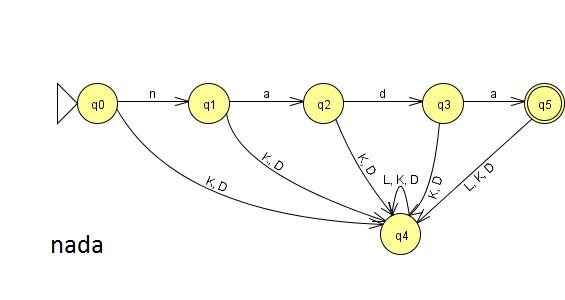 n a d a
q0 q1 q2 q3 q5
K, D K, D K, D L, K, D K, D L, K, D
q4
nada